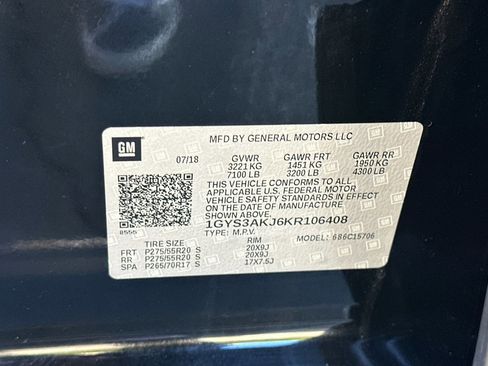 GM
MFD BY GENERAL MOTORS LLC
07/18 GVWR GAWR FRT GAWR RR
3221 KG 1451 KG 1950 KG
7100 LB 3200 LB 4300 LB
THIS VEHICLE CONFORMS TO ALL
APPLICABLE U.S. FEDERAL MOTOR
VEHICLE SAFETY STANDARDS IN EFFECT
ON THE DATE OF MANUFACTURE SHOWN ABOVE
1GYS3AKJ6KR106408
8556 TYPE: M.P.V. MODEL: 6B6C15706
TIRE SIZE RIM
FRT P275/55R20 S 20X9J
RR P275/55R20 S 20X9J
SPA P265/70R17 S 17X7.5J